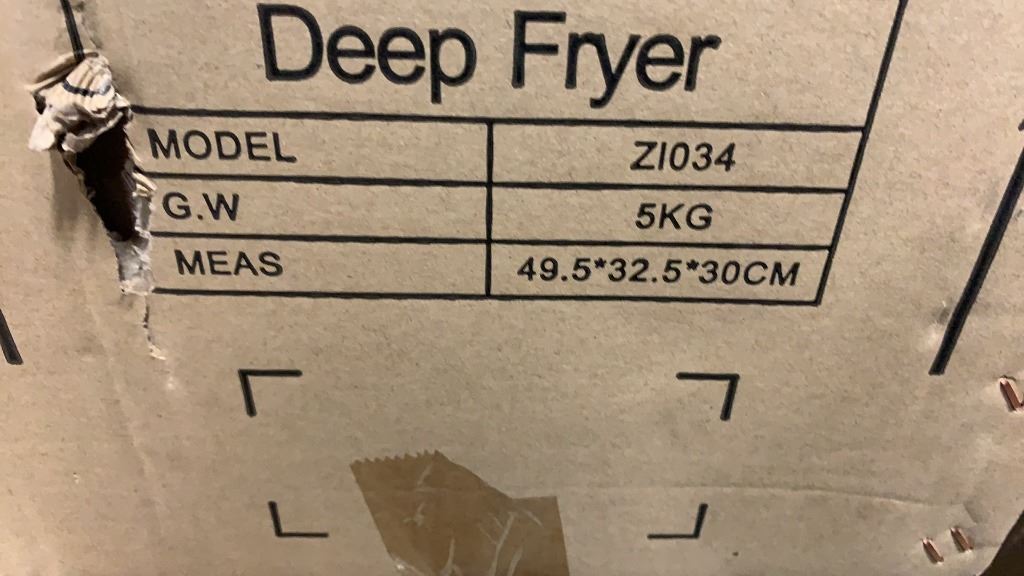 Deep Fryer
MODEL ZI034
G.W 5KG
MEAS 49.5*32.5*30CM